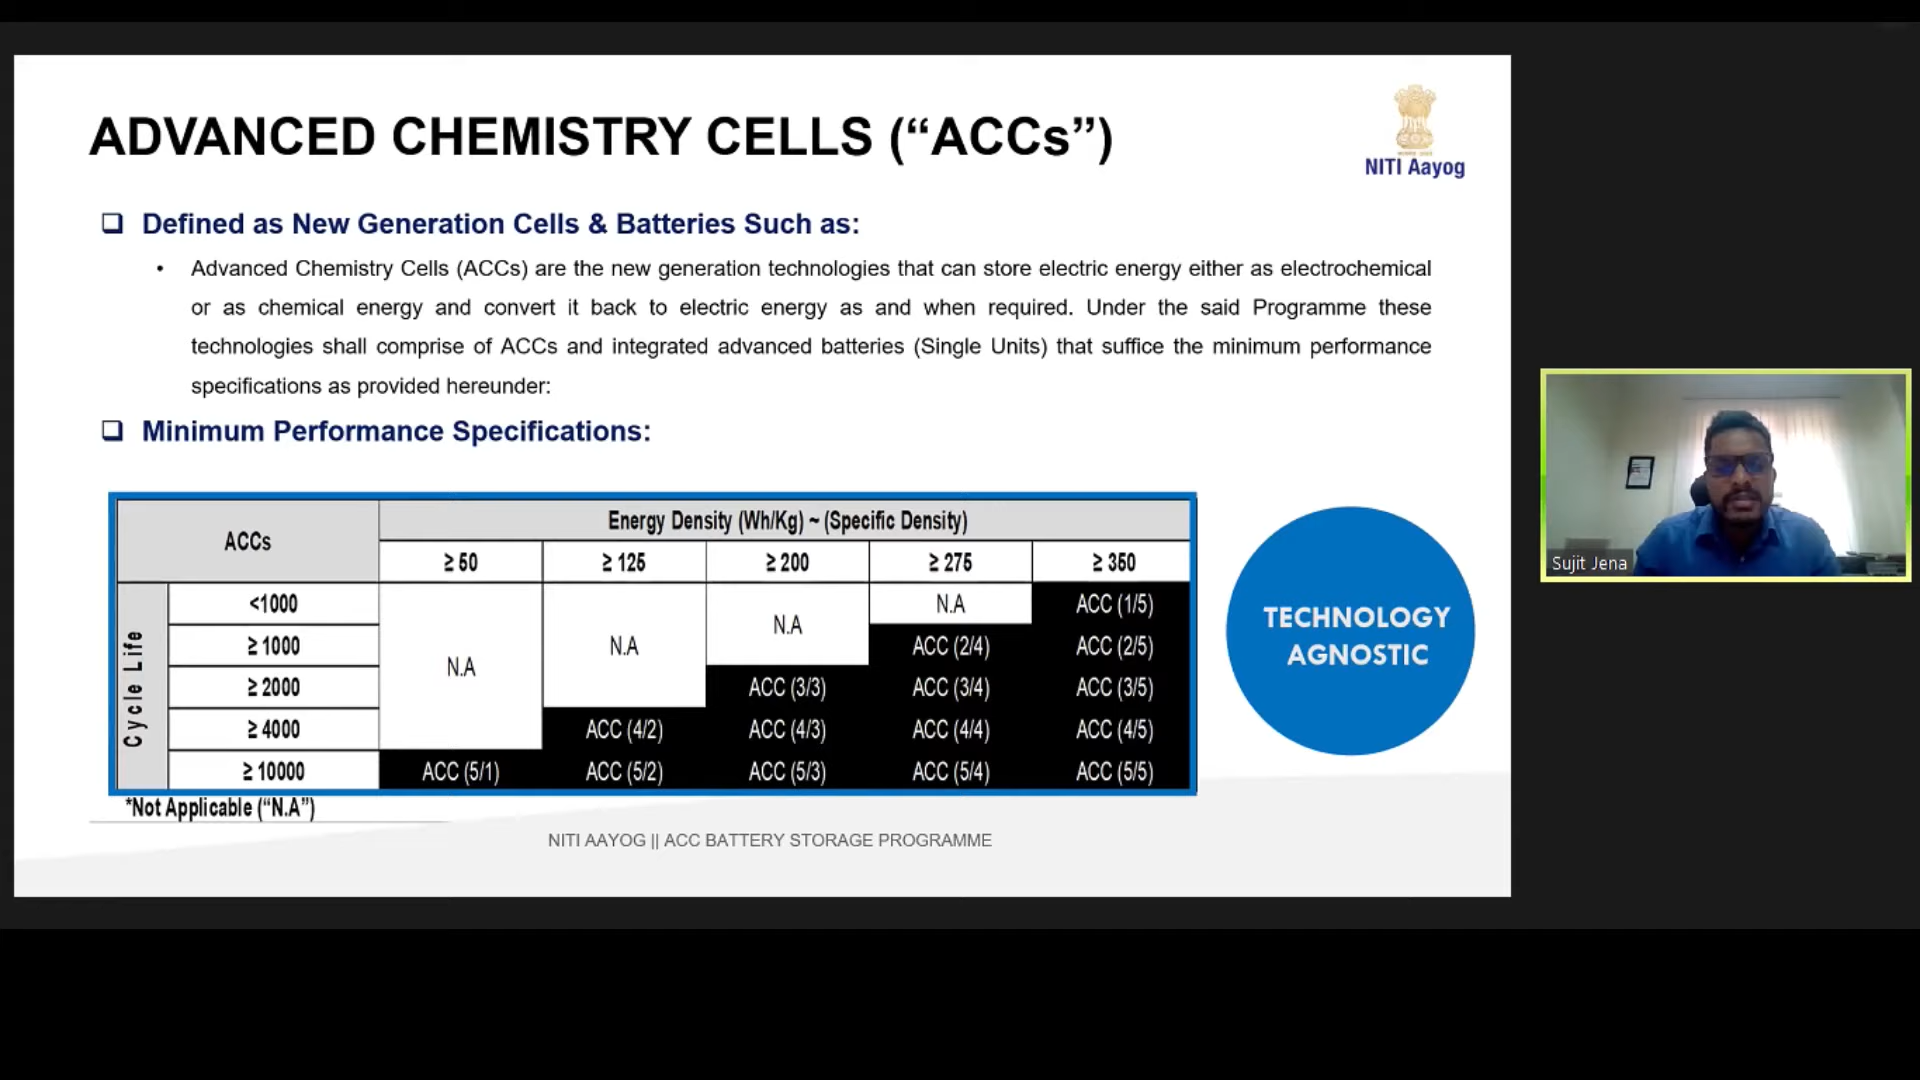 ADVANCED CHEMISTRY CELLS (“ACCs”)
NITI Aayog
Defined as New Generation Cells & Batteries Such as:
• Advanced Chemistry Cells (ACCs) are the new generation technologies that can store electric energy either as electrochemical
or as chemical energy and convert it back to electric energy as and when required. Under the said Programme these
technologies shall comprise of ACCs and integrated advanced batteries (Single Units) that suffice the minimum performance
specifications as provided hereunder:
Minimum Performance Specifications:
ACCs
Energy Density (Wh/Kg) ~ (Specific Density)
≥ 50 ≥ 125 ≥ 200 ≥ 275 ≥ 350
Cycle Life
<1000 N.A ACC (1/5)
≥ 1000 N.A N.A N.A ACC (2/4) ACC (2/5)
≥ 2000 ACC (3/3) ACC (3/4) ACC (3/5)
≥ 4000 ACC (4/2) ACC (4/3) ACC (4/4) ACC (4/5)
≥ 10000 ACC (5/1) ACC (5/2) ACC (5/3) ACC (5/4) ACC (5/5)
*Not Applicable (“N.A”)
TECHNOLOGY
AGNOSTIC
NITI AAYOG || ACC BATTERY STORAGE PROGRAMME
Sujit Jena